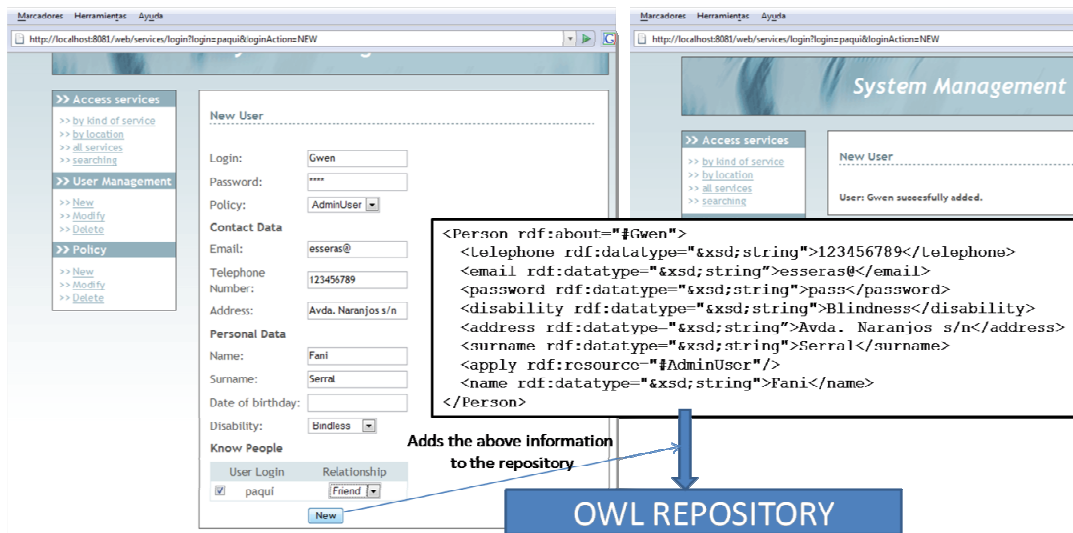 Marcadores Herramientas Ayuda
http://localhost:8081/web/services/login?login=paqui&loginAction=NEW
>> Access services
>> by kind of service
>> by location
>> all services
>> searching
>> User Management
>> New
>> Modify
>> Delete
>> Policy
>> New
>> Modify
>> Delete
New User
Login: Gwen
Password: ****
Policy: AdminUser
Contact Data
Email: esseras@
Telephone
Number: 123456789
Address: Avda. Naranjos s/n
Personal Data
Name: Fani
Surname: Serral
Date of birthday:
Disability: Bindless
Know People
User Login Relationship
paqui Friend
New
Marcadores Herramientas Ayuda
http://localhost:8081/web/services/login?login=paqui&loginAction=NEW
System Management
>> Access services
>> by kind of service
>> by location
>> all services
>> searching
New User
User: Gwen succesfully added.
<Person rdf:about="#Gwen">
<telephone rdf:datatype="&xsd;string">123456789</telephone>
<email rdf:datatype="&xsd;string">esseras@</email>
<password rdf:datatype="&xsd;string">pass</password>
<disability rdf:datatype="&xsd;string">Blindness</disability>
<address rdf:datatype="&xsd;string">Avda. Naranjos s/n</address>
<surname rdf:datatype="&xsd;string">Serral</surname>
<apply rdf:resource="#AdminUser"/>
<name rdf:datatype="&xsd;string">Fani</name>
</Person>
Adds the above information
to the repository
OWL REPOSITORY